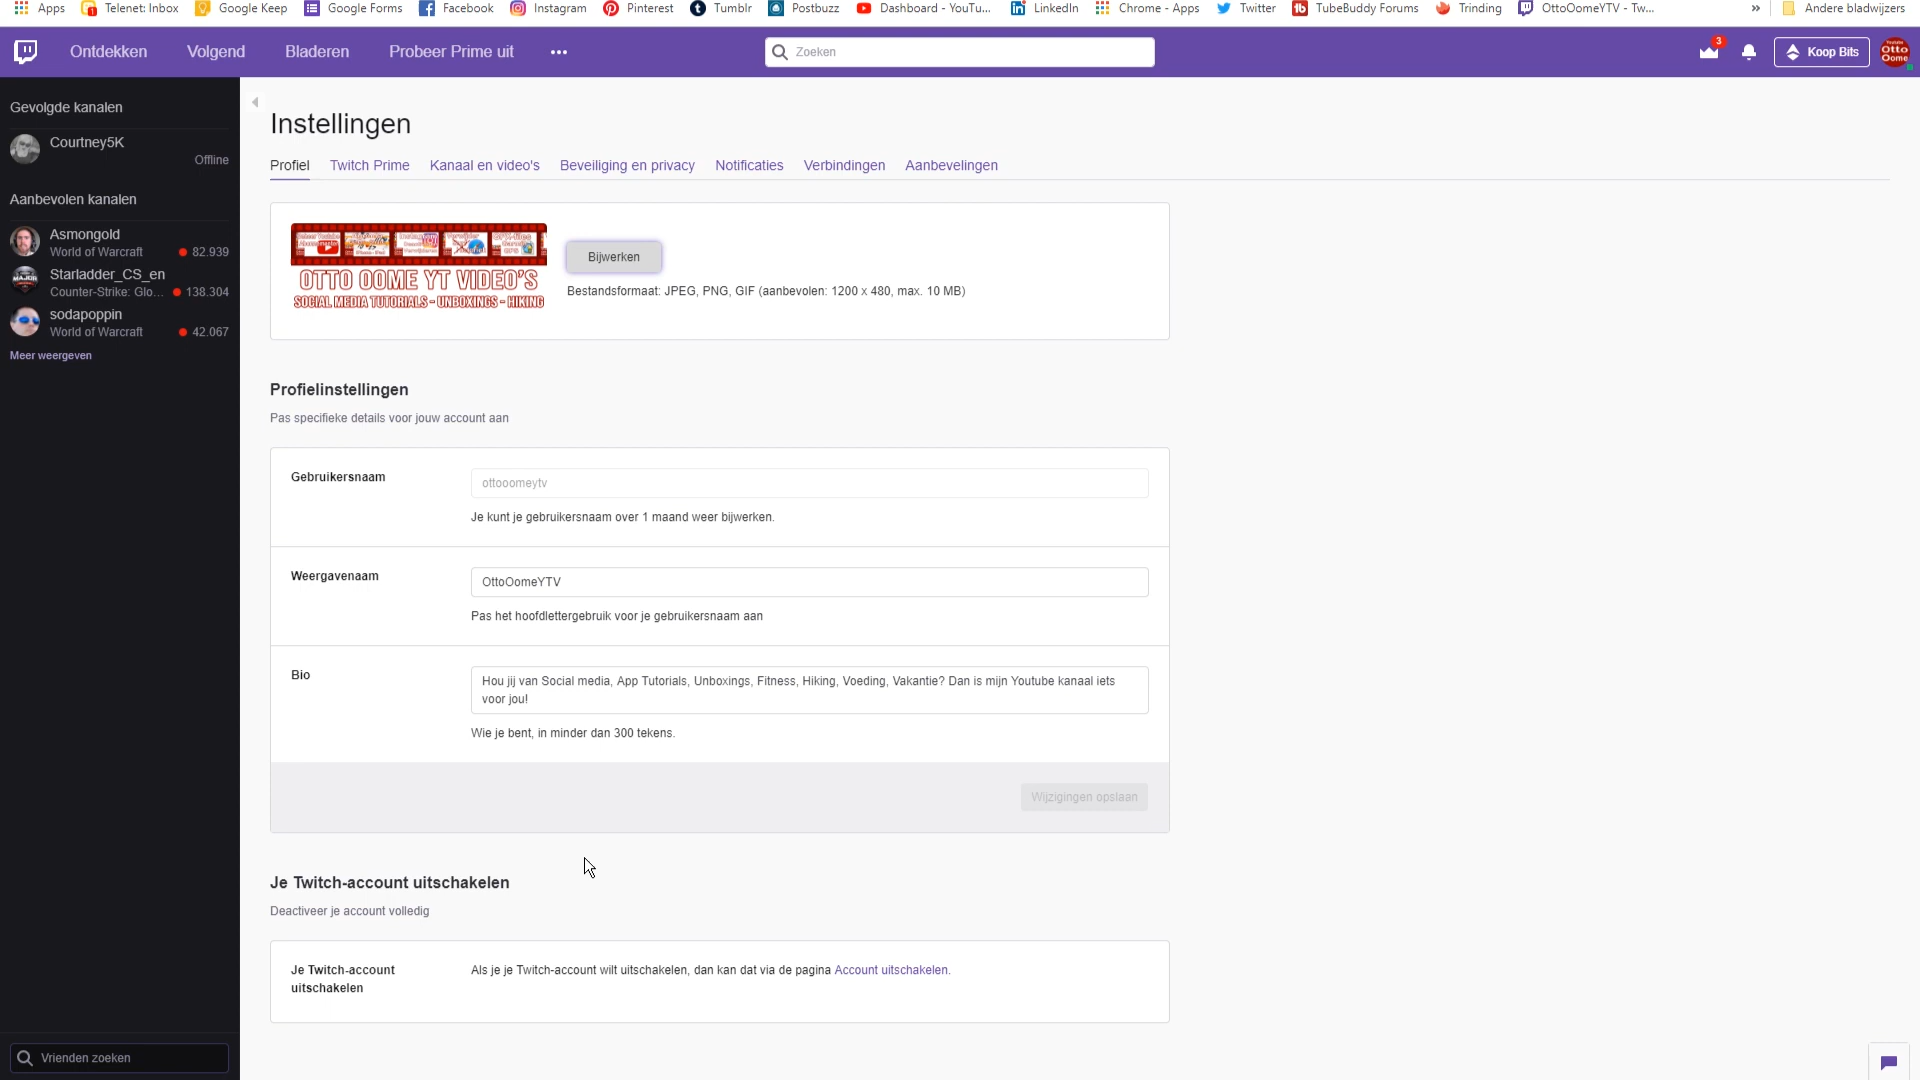 Apps Telenet: Inbox Google Keep Google Forms Facebook Instagram Pinterest Tumblr Postbuzz Dashboard - YouTu... LinkedIn Chrome - Apps Twitter TubeBuddy Forums Trinding OttoOomeYTV - Tw... » Andere bladwijzers
Ontdekken Volgend Bladeren Probeer Prime uit Zoeken 3 Koop Bits
Otto
Oome
Gevolgde kanalen
Courtney5K
Offline
Aanbevolen kanalen
Asmongold
World of Warcraft 82.939
Starladder_CS_en
Counter-Strike: Glo... 138.304
sodapoppin
World of Warcraft 42.067
Meer weergeven
Vrienden zoeken
Instellingen
Profiel Twitch Prime Kanaal en video's Beveiliging en privacy Notificaties Verbindingen Aanbevelingen
OTTO OOME YT VIDEO'S
SOCIAL MEDIA TUTORIALS - UNBOXINGS - HIKING
Bijwerken
Bestandsformaat: JPEG, PNG, GIF (aanbevolen: 1200 x 480, max. 10 MB)
Profielinstellingen
Pas specifieke details voor jouw account aan
Gebruikersnaam
ottooomeytv
Je kunt je gebruikersnaam over 1 maand weer bijwerken.
Weergavenaam
OttoOomeYTV
Pas het hoofdlettergebruik voor je gebruikersnaam aan
Bio
Hou jij van Social media, App Tutorials, Unboxings, Fitness, Hiking, Voeding, Vakantie? Dan is mijn Youtube kanaal iets
voor jou!
Wie je bent, in minder dan 300 tekens.
Wijzigingen opslaan
Je Twitch-account uitschakelen
Deactiveer je account volledig
Je Twitch-account
uitschakelen
Als je je Twitch-account wilt uitschakelen, dan kan dat via de pagina Account uitschakelen.